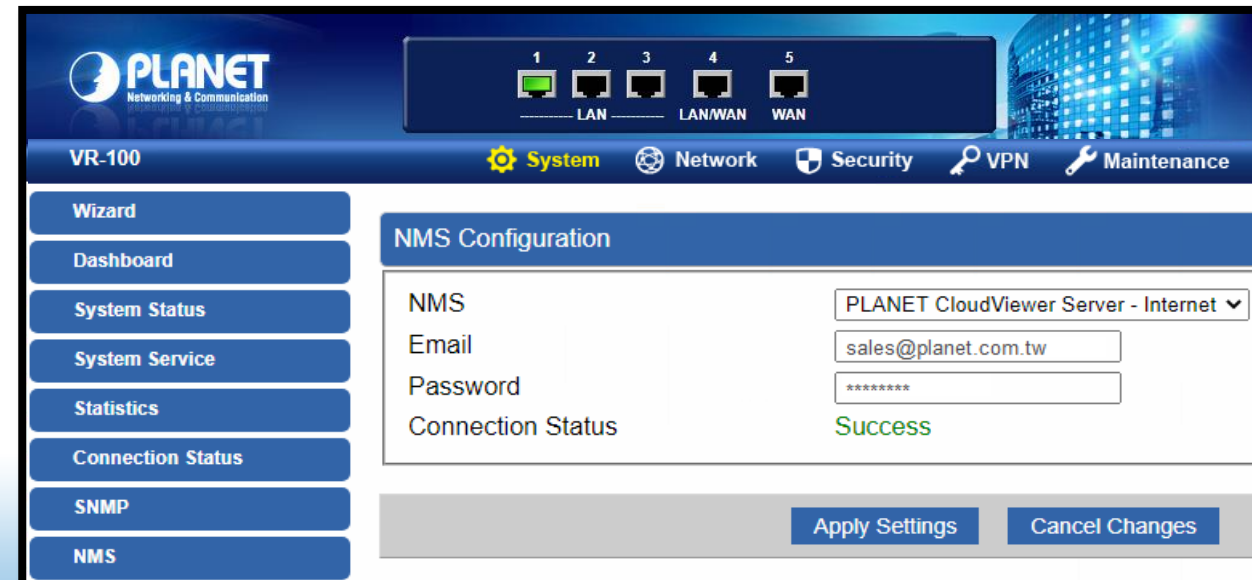 PLANET
Networking & Communication
1 2 3 4 5
---------- LAN ---------- LAN/WAN WAN
VR-100
System Network Security VPN Maintenance
Wizard
Dashboard
System Status
System Service
Statistics
Connection Status
SNMP
NMS
NMS Configuration
NMS PLANET CloudViewer Server - Internet
Email sales@planet.com.tw
Password ********
Connection Status Success
Apply Settings Cancel Changes